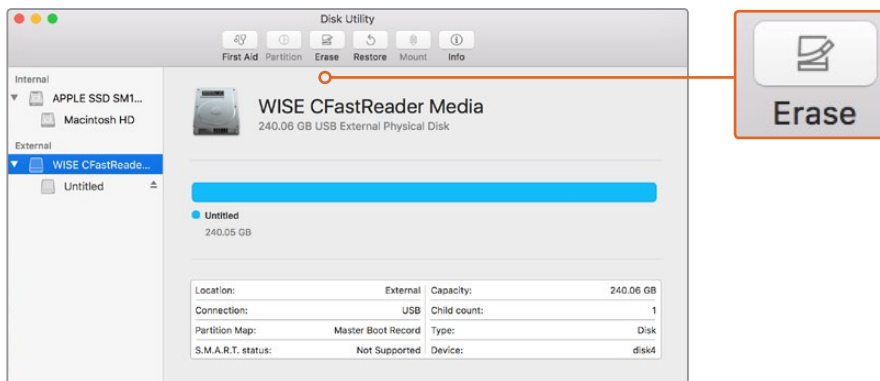 Disk Utility
First Aid Partition Erase Restore Mount Info
Erase
Internal
APPLE SSD SM1...
Macintosh HD
External
WISE CFastReade...
Untitled
WISE CFastReader Media
240.06 GB USB External Physical Disk
Untitled
240.05 GB
Location: External Capacity: 240.06 GB
Connection: USB Child count: 1
Partition Map: Master Boot Record Type: Disk
S.M.A.R.T. status: Not Supported Device: disk4